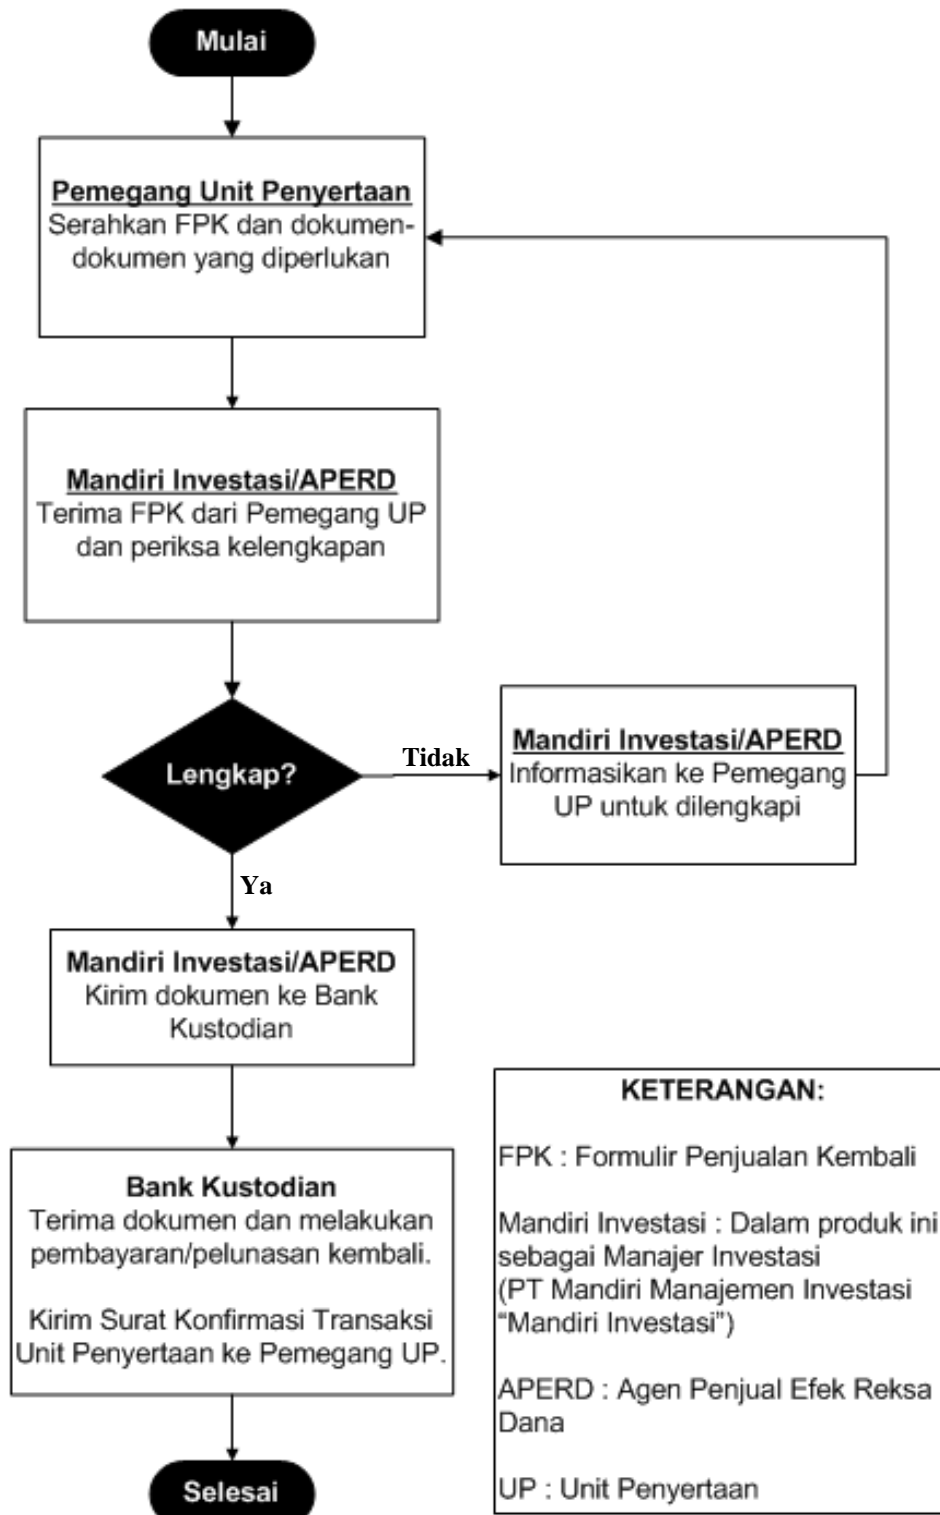 Mulai
Pemegang Unit Penyertaan
Serahkan FPK dan dokumen-
dokumen yang diperlukan
Mandiri Investasi/APERD
Terima FPK dari Pemegang UP
dan periksa kelengkapan
Lengkap?
Tidak
Mandiri Investasi/APERD
Informasikan ke Pemegang
UP untuk dilengkapi
Ya
Mandiri Investasi/APERD
Kirim dokumen ke Bank
Kustodian
Bank Kustodian
Terima dokumen dan melakukan
pembayaran/pelunasan kembali.
Kirim Surat Konfirmasi Transaksi
Unit Penyertaan ke Pemegang UP.
Selesai
KETERANGAN:
FPK : Formulir Penjualan Kembali
Mandiri Investasi : Dalam produk ini
sebagai Manajer Investasi
(PT Mandiri Manajemen Investasi
“Mandiri Investasi”)
APERD : Agen Penjual Efek Reksa
Dana
UP : Unit Penyertaan